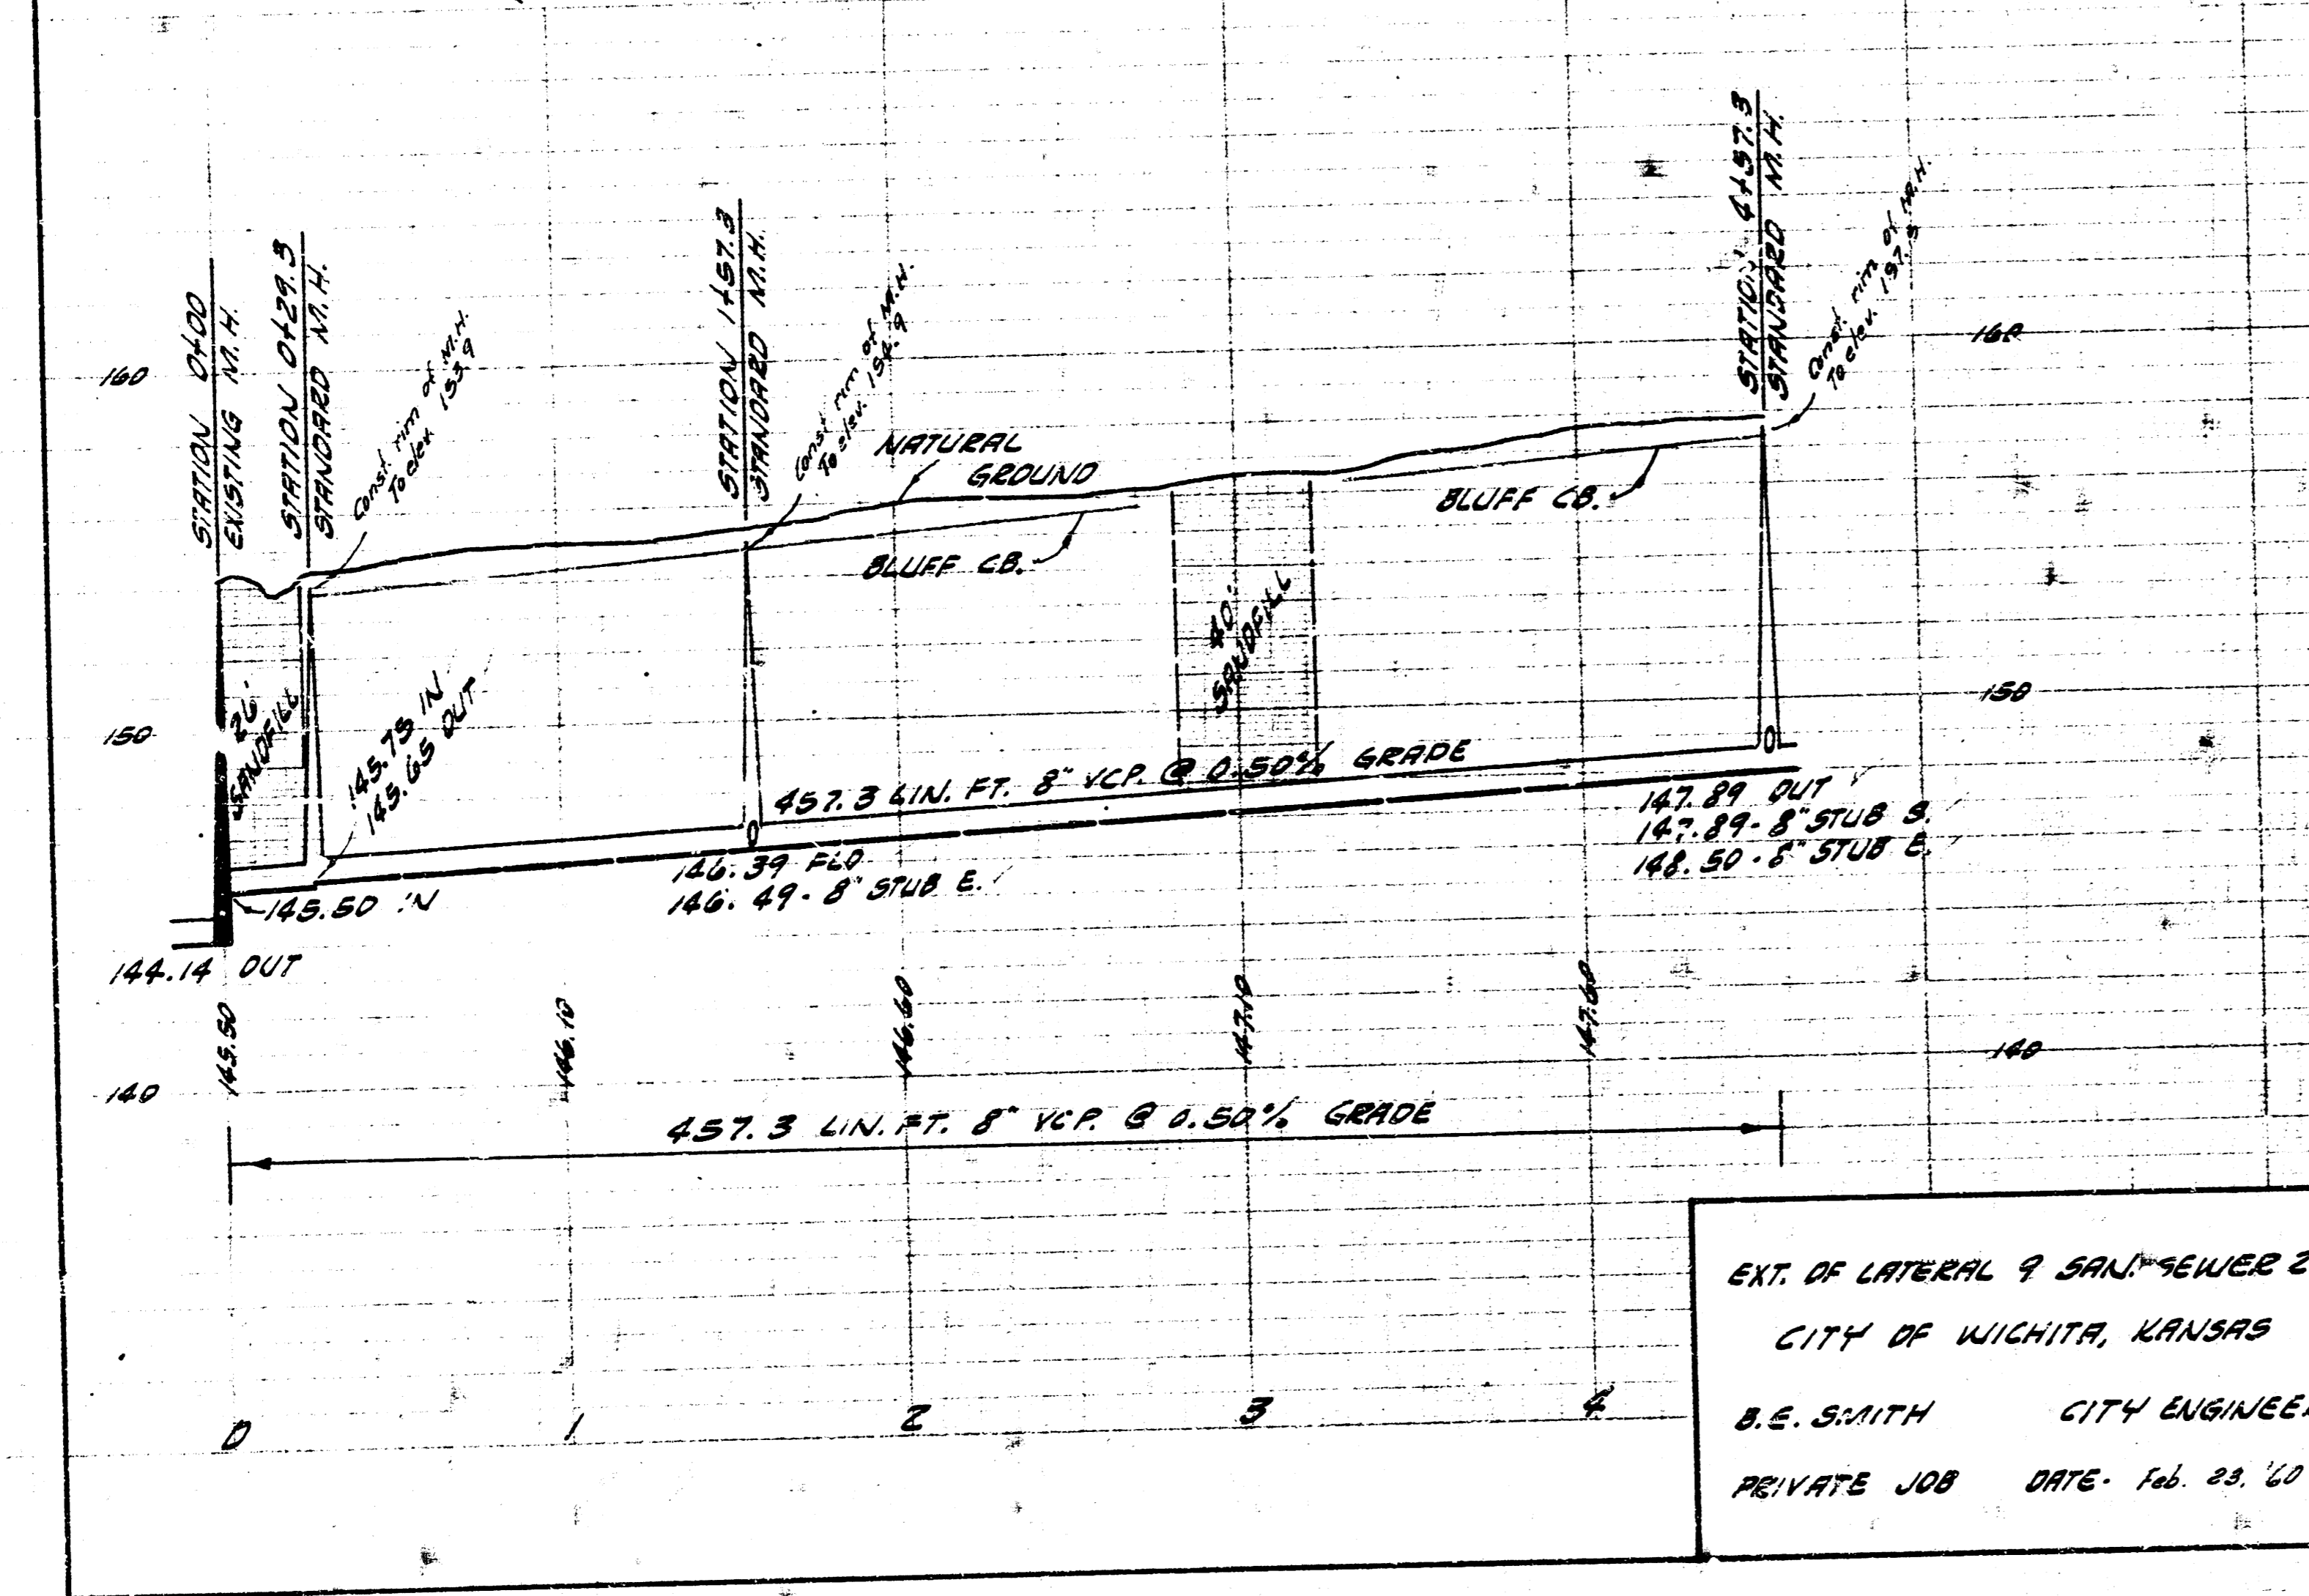 STATION 0+00
EXISTING M.H.
STATION 0+29.3
STANDARD M.H.
Const. rim of M.H.
To elev. 153.9
STATION 1+57.3
STANDARD M.H.
Const. rim of M.H.
To elev. 154.9
STATION 4+57.3
STANDARD M.H.
Const. rim of M.H.
To elev. 157.3
160
160
NATURAL
GROUND
BLUFF CB.
BLUFF CB.
26'
SANDFILL
40'
SANDFILL
150
150
145.75 IN
145.65 OUT
457.3 LIN. FT. 8" VCP. @ 0.50% GRADE
146.39 FLO
146.49 - 8" STUB E.
147.89 OUT
147.89 - 8" STUB S.
148.50 - 8" STUB E.
145.50 IN
144.14 OUT
145.50
146.10
146.60
147.10
147.60
140
140
457.3 LIN. FT. 8" VCP. @ 0.50% GRADE
0 1 2 3 4
EXT. OF LATERAL 9 SAN. SEWER 2
CITY OF WICHITA, KANSAS
B.E. SMITH CITY ENGINEE
PRIVATE JOB DATE - Feb. 23, '60